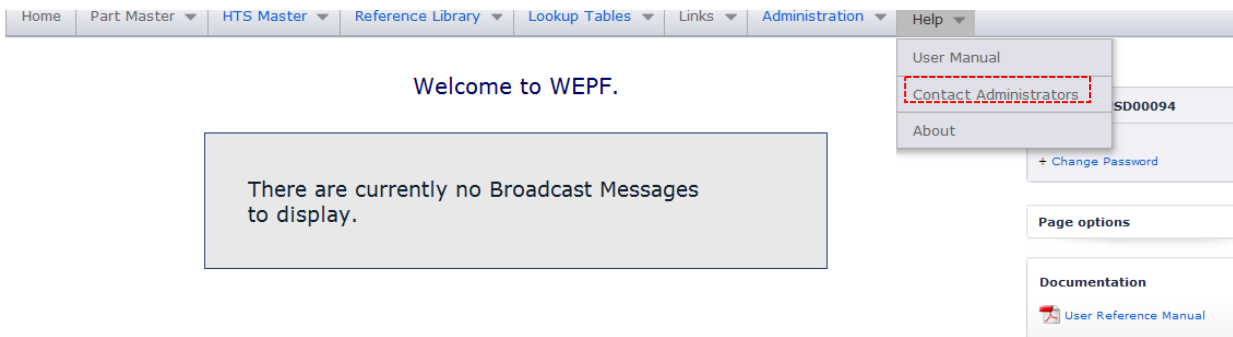 Home Part Master HTS Master Reference Library Lookup Tables Links Administration Help
User Manual
Contact Administrators
About
Welcome to WEPF.
There are currently no Broadcast Messages
to display.
SD00094
+ Change Password
Page options
Documentation
User Reference Manual